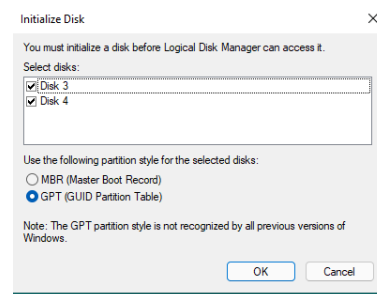 Initialize Disk
You must initialize a disk before Logical Disk Manager can access it.
Select disks:
Disk 3
Disk 4
Use the following partition style for the selected disks:
MBR (Master Boot Record)
GPT (GUID Partition Table)
Note: The GPT partition style is not recognized by all previous versions of
Windows.
OK Cancel